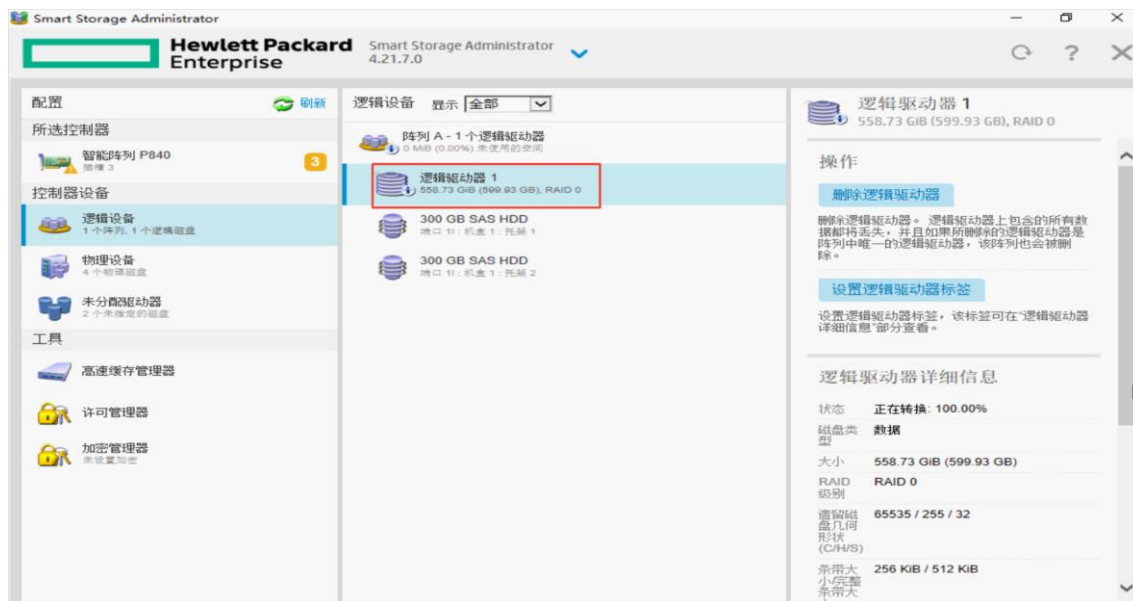 Smart Storage Administrator
Hewlett Packard
Enterprise
Smart Storage Administrator
4.21.7.0
配置
刷新
所选控制器
智能阵列 P840
插槽 3
3
控制器设备
逻辑设备
1 个阵列, 1 个逻辑磁盘
物理设备
4 个物理磁盘
未分配驱动器
2 个未指定的磁盘
工具
高速缓存管理器
许可管理器
加密管理器
未设置加密
逻辑设备 显示 全部
阵列 A - 1 个逻辑驱动器
0 MiB (0.00%) 未使用的空间
逻辑驱动器 1
558.73 GiB (599.93 GB), RAID 0
300 GB SAS HDD
端口 1I : 机盒 1 : 托架 1
300 GB SAS HDD
端口 1I : 机盒 1 : 托架 2
逻辑驱动器 1
558.73 GiB (599.93 GB), RAID 0
操作
删除逻辑驱动器
删除逻辑驱动器。 逻辑驱动器上包含的所有数
据都将丢失，并且如果所删除的逻辑驱动器是
阵列中唯一的逻辑驱动器，该阵列也会被删
除。
设置逻辑驱动器标签
设置逻辑驱动器标签，该标签可在“逻辑驱动器
详细信息”部分查看。
逻辑驱动器详细信息
状态 正在转换: 100.00%
磁盘类 数据
型
大小 558.73 GiB (599.93 GB)
RAID RAID 0
级别
遗留磁 65535 / 255 / 32
盘几何
形状
(C/H/S)
条带大 256 KiB / 512 KiB
小/完整
条带大